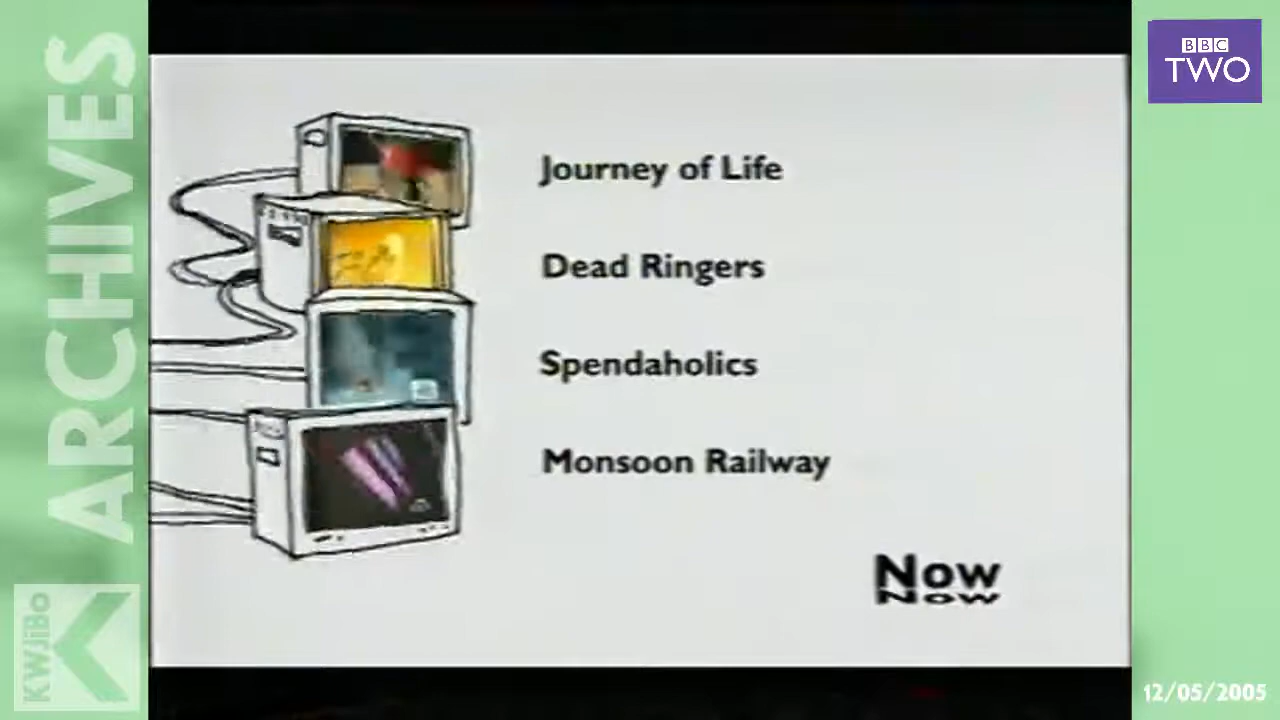 ARCHIVES
KWJiBo
BBC
TWO
Journey of Life
Dead Ringers
Spendaholics
Monsoon Railway
Now
Now
12/05/2005